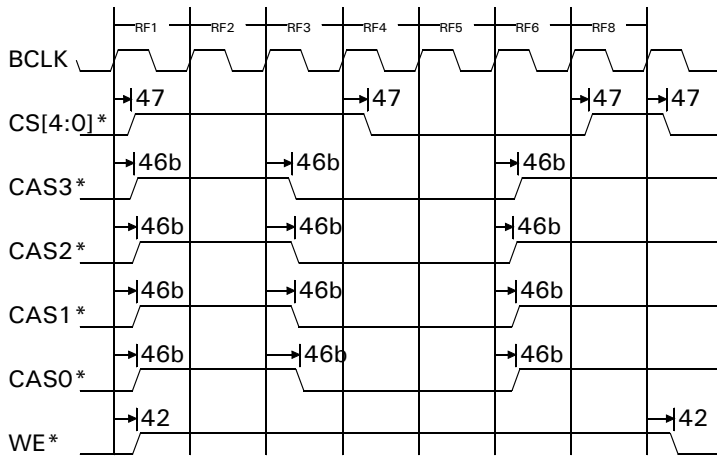 RF1 RF2 RF3 RF4 RF5 RF6 RF8
BCLK
47 47 47 47
CS[4:0]*
46b 46b 46b
CAS3*
46b 46b 46b
CAS2*
46b 46b 46b
CAS1*
46b 46b 46b
CAS0*
42 42
WE*